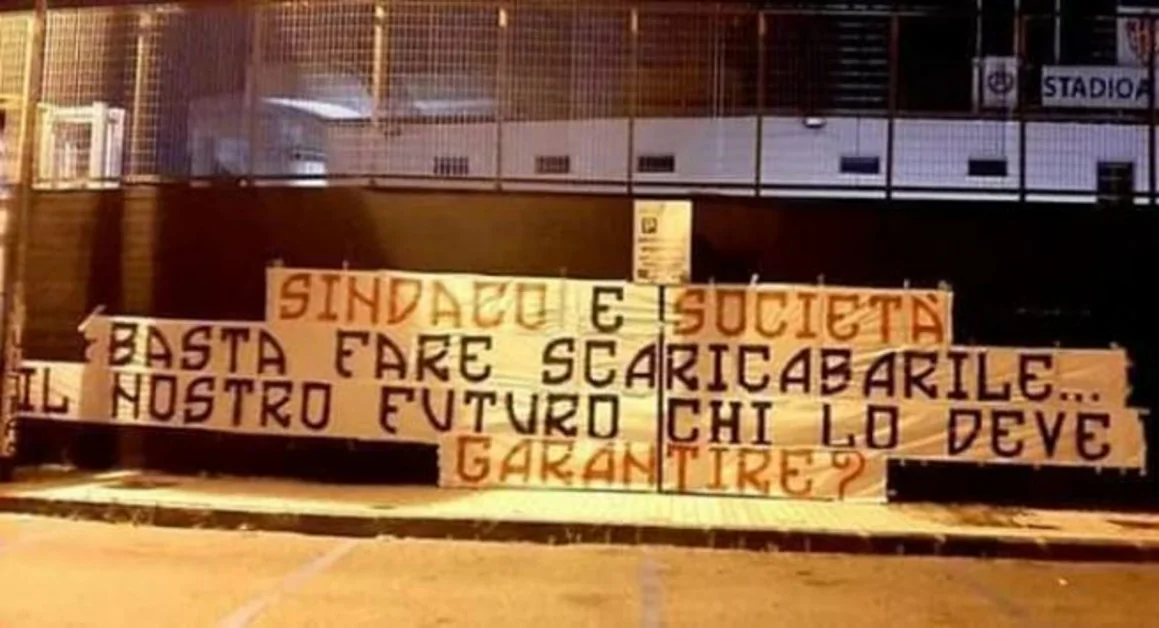 STADIO
P
SINDACO E SOCIETÀ
BASTA FARE SCARICABARILE...
IL NOSTRO FUTURO CHI LO DEVE
GARANTIRE?